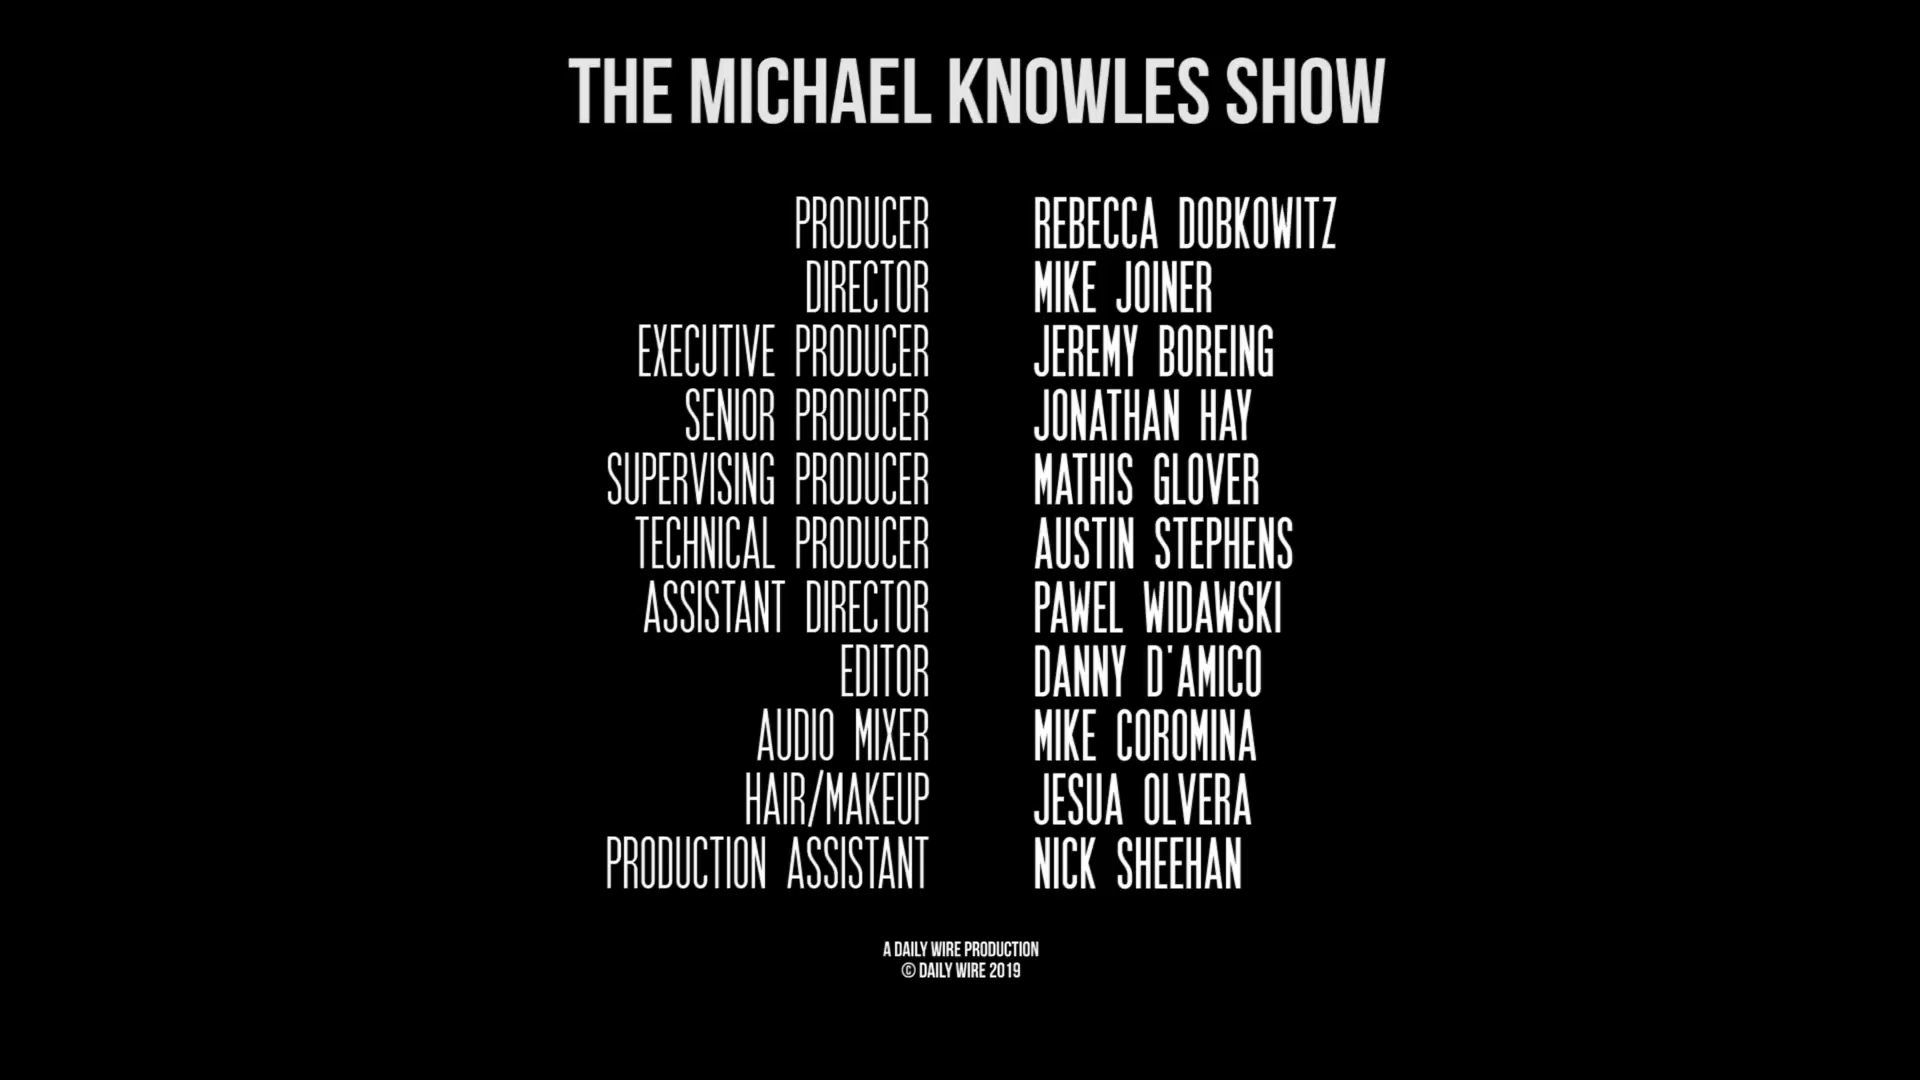 THE MICHAEL KNOWLES SHOW
PRODUCER REBECCA DOBKOWITZ
DIRECTOR MIKE JOINER
EXECUTIVE PRODUCER JEREMY BOREING
SENIOR PRODUCER JONATHAN HAY
SUPERVISING PRODUCER MATHIS GLOVER
TECHNICAL PRODUCER AUSTIN STEPHENS
ASSISTANT DIRECTOR PAWEL WIDAWSKI
EDITOR DANNY D'AMICO
AUDIO MIXER MIKE COROMINA
HAIR/MAKEUP JESUA OLVERA
PRODUCTION ASSISTANT NICK SHEEHAN
A DAILY WIRE PRODUCTION
© DAILY WIRE 2019